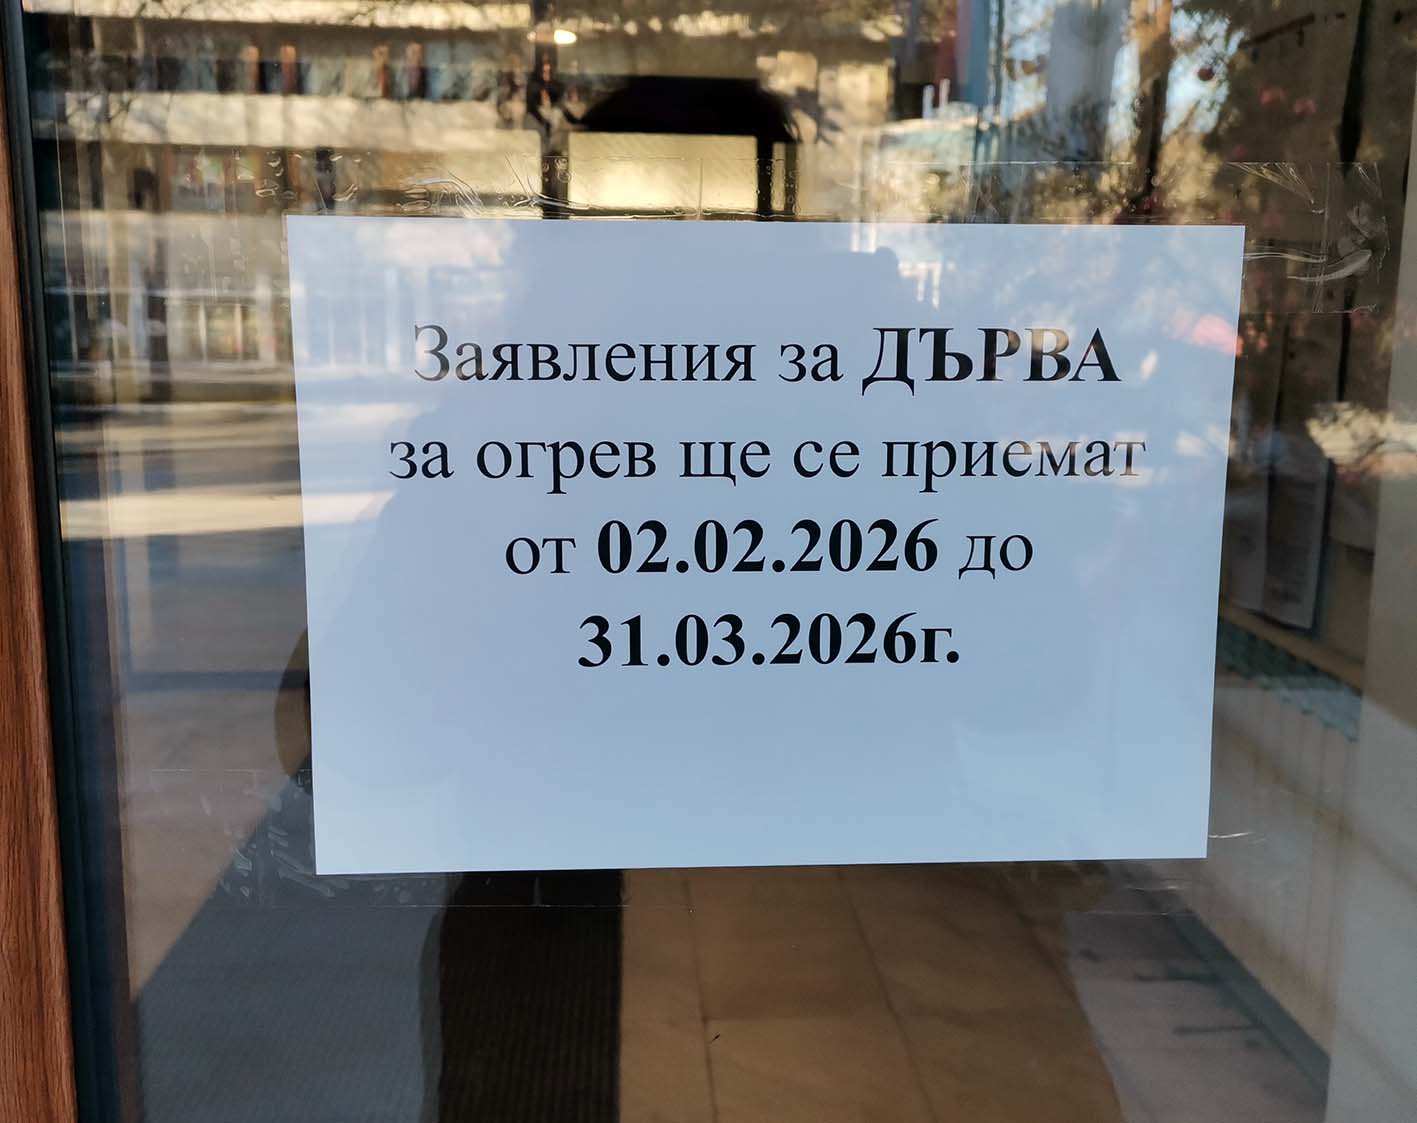 Заявления за ДЪРВА
за огрев ще се приемат
от 02.02.2026 до
31.03.2026г.